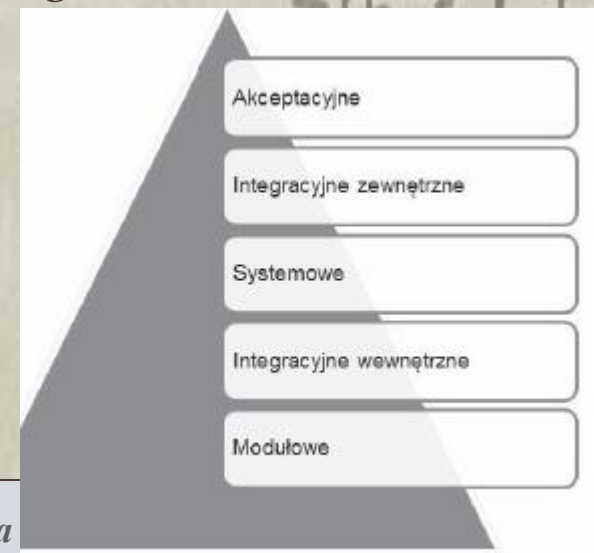 Akceptacyjne
Integracyjne zewnętrzne
Systemowe
Integracyjne wewnętrzne
Modułowe
a